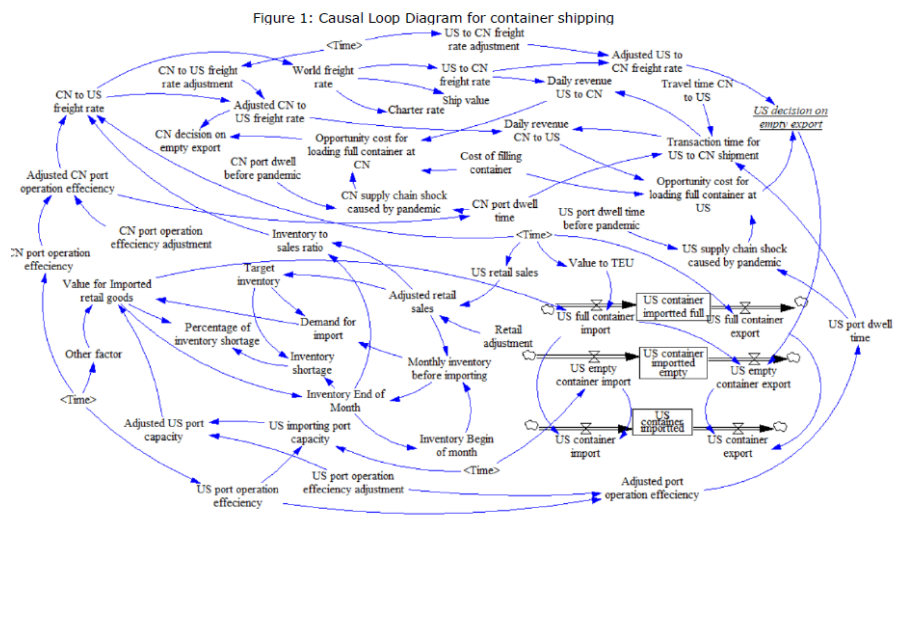 Figure 1: Causal Loop Diagram for container shipping
<Time>
US to CN freight
rate adjustment
CN to US freight
rate adjustment
World freight
rate
US to CN
freight rate
Adjusted US to
CN freight rate
CN to US
freight rate
Adjusted CN to
US freight rate
Charter rate
Ship value
Daily revenue
US to CN
Travel time CN
to US
US decision on
empty export
CN decision on
empty export
Opportunity cost for
loading full container at
CN
Daily revenue
CN to US
Transaction time for
US to CN shipment
CN port dwell
before pandemic
Cost of filling
container
Adjusted CN port
operation effeciency
CN supply chain shock
caused by pandemic
CN port dwell
time
Opportunity cost for
loading full container at
US
US port dwell time
before pandemic
CN port operation
effeciency adjustment
Inventory to
sales ratio
<Time>
US supply chain shock
caused by pandemic
CN port operation
effeciency
Value for Imported
retail goods
Target
inventory
US retail sales
Value to TEU
Adjusted retail
sales
US full container
import
US container
importted full
US full container
export
US port dwell
time
Percentage of
inventory shortage
Demand for
import
Retail
adjustment
Other factor
Inventory
shortage
Monthly inventory
before importing
US empty
container import
US container
importted
empty
US empty
container export
<Time>
Inventory End of
Month
Adjusted US port
capacity
US importing port
capacity
Inventory Begin
of month
US container
import
US
container
importted
US container
export
<Time>
US port operation
effeciency
US port operation
effeciency adjustment
Adjusted port
operation effeciency